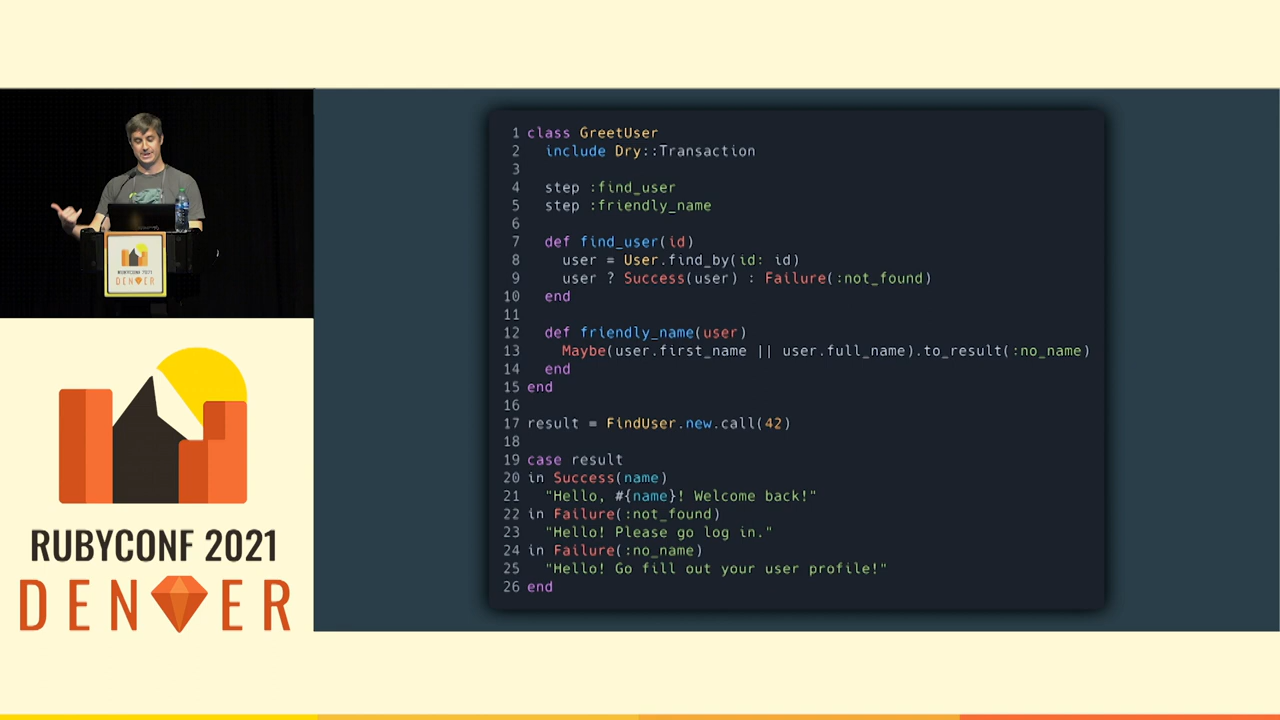 RUBYCONF 2021
DENVER
RUBYCONF 2021
DENVER
1 class GreetUser
2   include Dry::Transaction
3
4   step :find_user
5   step :friendly_name
6
7   def find_user(id)
8     user = User.find_by(id: id)
9     user ? Success(user) : Failure(:not_found)
10   end
11
12   def friendly_name(user)
13     Maybe(user.first_name || user.full_name).to_result(:no_name)
14   end
15 end
16
17 result = FindUser.new.call(42)
18
19 case result
20 in Success(name)
21   "Hello, #{name}! Welcome back!"
22 in Failure(:not_found)
23   "Hello! Please go log in."
24 in Failure(:no_name)
25   "Hello! Go fill out your user profile!"
26 end